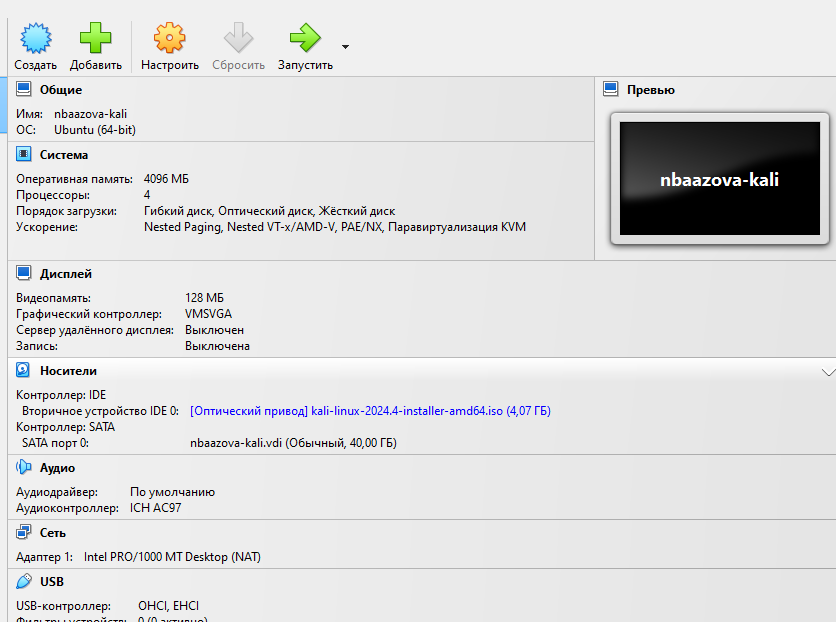 Создать Добавить Настроить Сбросить Запустить
Общие
Имя: nbaazova-kali
ОС: Ubuntu (64-bit)
Превью
nbaazova-kali
Система
Оперативная память: 4096 МБ
Процессоры: 4
Порядок загрузки: Гибкий диск, Оптический диск, Жёсткий диск
Ускорение: Nested Paging, Nested VT-x/AMD-V, PAE/NX, Паравиртуализация KVM
Дисплей
Видеопамять: 128 МБ
Графический контроллер: VMSVGA
Сервер удалённого дисплея: Выключен
Запись: Выключена
Носители
Контроллер: IDE
Вторичное устройство IDE 0: [Оптический привод] kali-linux-2024.4-installer-amd64.iso (4,07 ГБ)
Контроллер: SATA
SATA порт 0: nbaazova-kali.vdi (Обычный, 40,00 ГБ)
Аудио
Аудиодрайвер: По умолчанию
Аудиоконтроллер: ICH AC97
Сеть
Адаптер 1: Intel PRO/1000 MT Desktop (NAT)
USB
USB-контроллер: OHCI, EHCI
Фильтры устройств: 0 (0 активно)